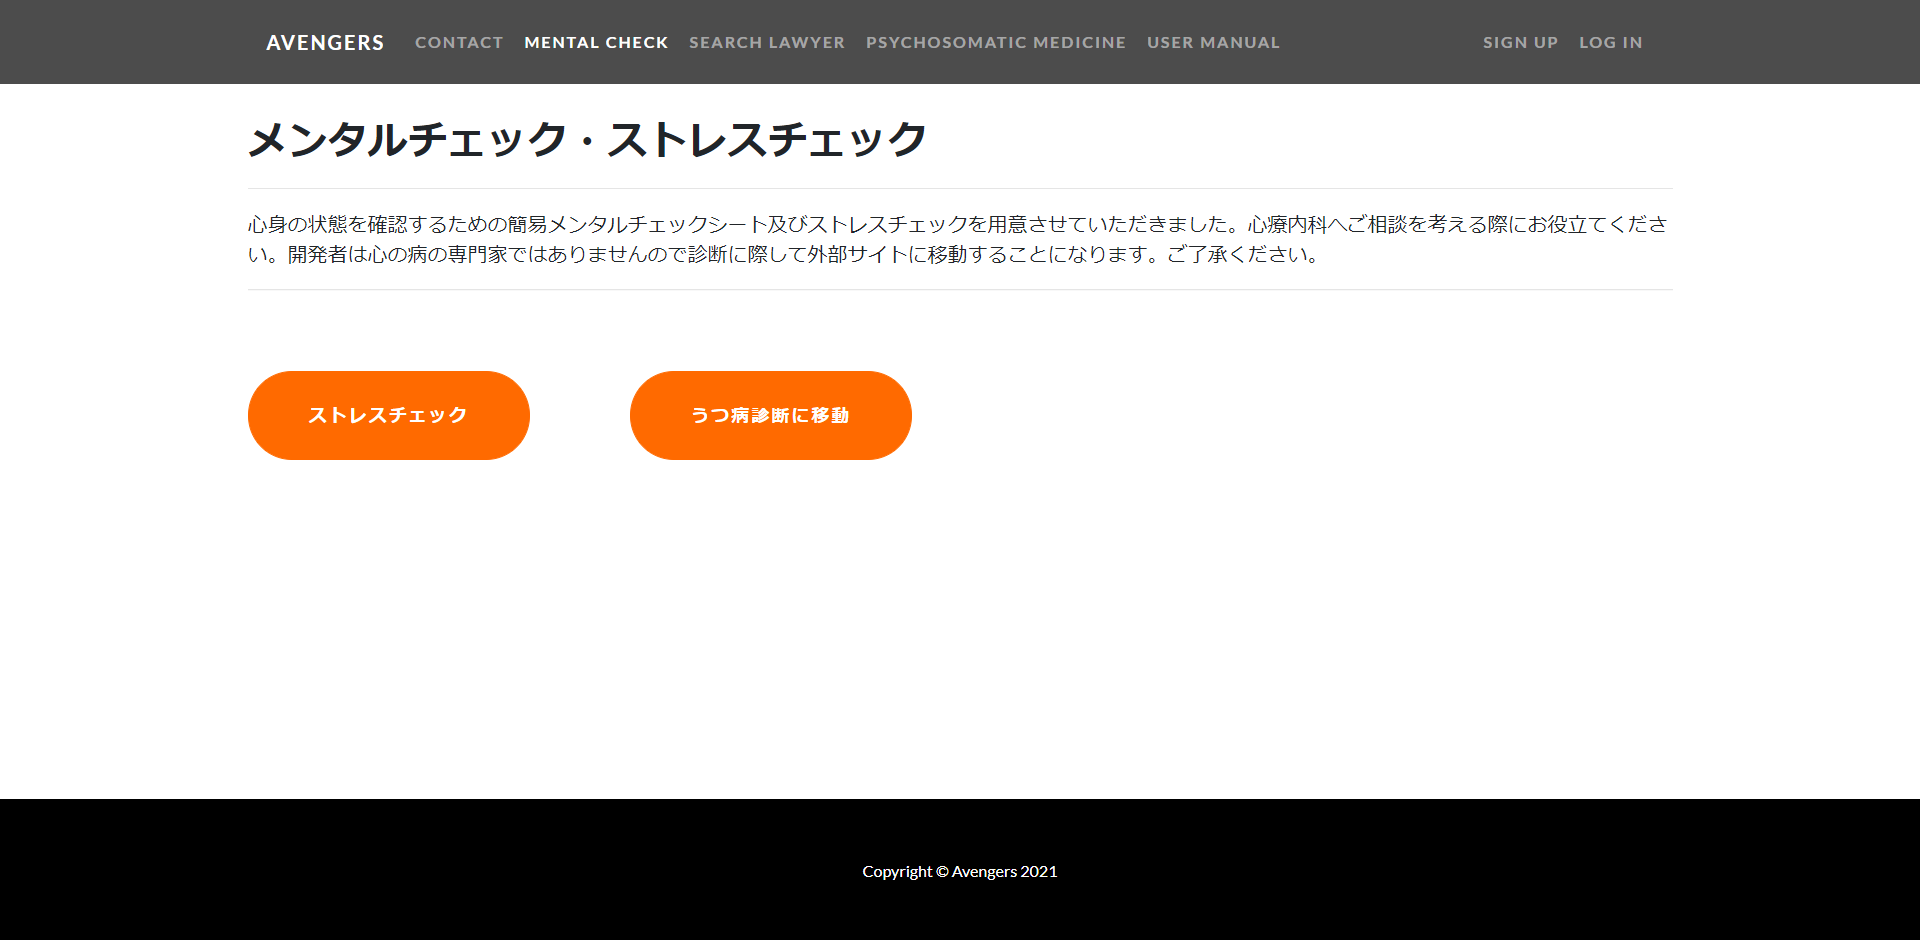 AVENGERS CONTACT MENTAL CHECK SEARCH LAWYER PSYCHOSOMATIC MEDICINE USER MANUAL SIGN UP LOG IN
メンタルチェック・ストレスチェック
心身の状態を確認するための簡易メンタルチェックシート及びストレスチェックを用意させていただきました。心療内科へご相談を考える際にお役立てくださ
い。開発者は心の病の専門家ではありませんので診断に際して外部サイトに移動することになります。ご了承ください。
ストレスチェック うつ病診断に移動
Copyright © Avengers 2021